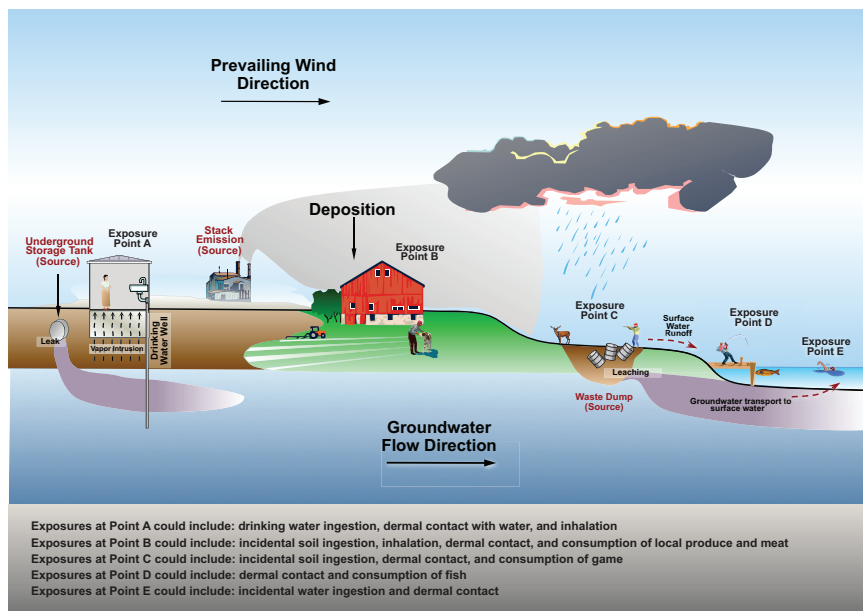 Prevailing Wind
Direction
Deposition
Underground
Storage Tank
(Source)
Exposure
Point A
Stack
Emission
(Source)
Exposure
Point B
Leak
Vapor Intrusion
Drinking
Water Well
Exposure
Point C
Surface
Water
Runoff
Exposure
Point D
Exposure
Point E
Leaching
Waste Dump
(Source)
Groundwater transport to
surface water
Groundwater
Flow Direction
Exposures at Point A could include: drinking water ingestion, dermal contact with water, and inhalation
Exposures at Point B could include: incidental soil ingestion, inhalation, dermal contact, and consumption of local produce and meat
Exposures at Point C could include: incidental soil ingestion, dermal contact, and consumption of game
Exposures at Point D could include: dermal contact and consumption of fish
Exposures at Point E could include: incidental water ingestion and dermal contact